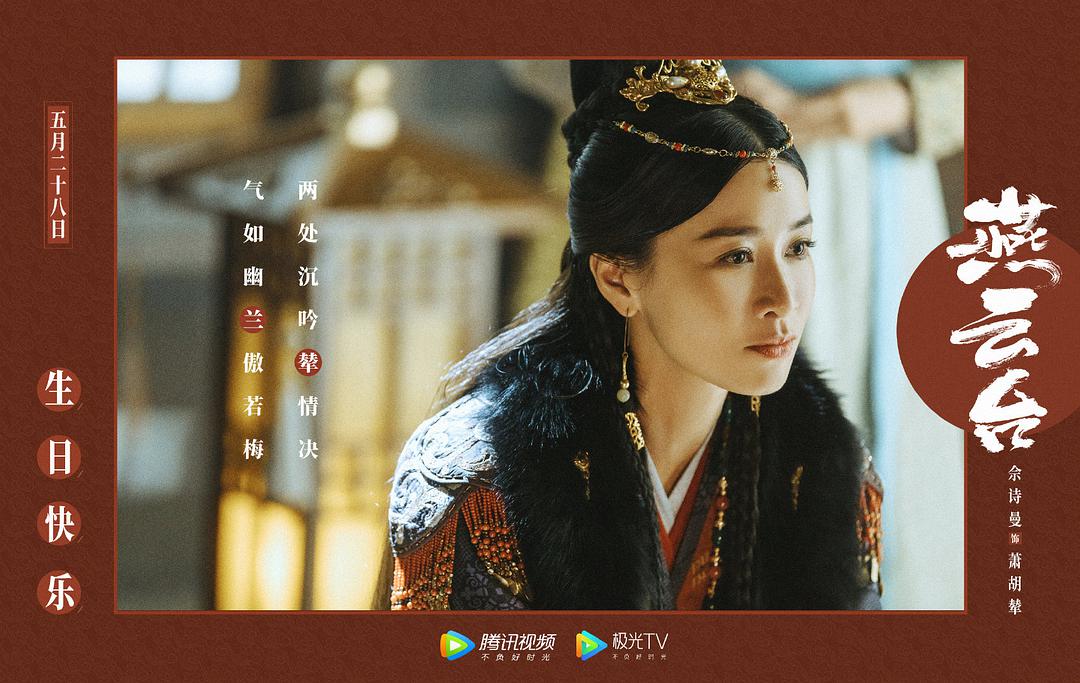 五月二十八日
生日快乐
两处沉吟辇情决
气如幽兰傲若梅
燕云台
佘诗曼 饰 萧胡辇
腾讯视频
不负好时光
极光TV
不负好时光